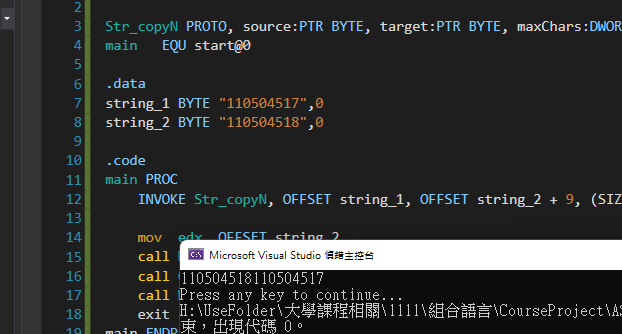 2
3 Str_copyN PROTO, source:PTR BYTE, target:PTR BYTE, maxChars:DWOR
4 main EQU start@0
5
6 .data
7 string_1 BYTE "110504517",0
8 string_2 BYTE "110504518",0
9
10 .code
11 main PROC
12 INVOKE Str_copyN, OFFSET string_1, OFFSET string_2 + 9, (SIZ
13
14 mov edx, OFFSET string_2
15 call
16 call
17 call
18 exit
19 main ENDP
Microsoft Visual Studio 偵錯主控台
110504518110504517
Press any key to continue...
H:\UseFolder\大學課程相關\1111\組合語言\CourseProject\AS
束，出現代碼 0。